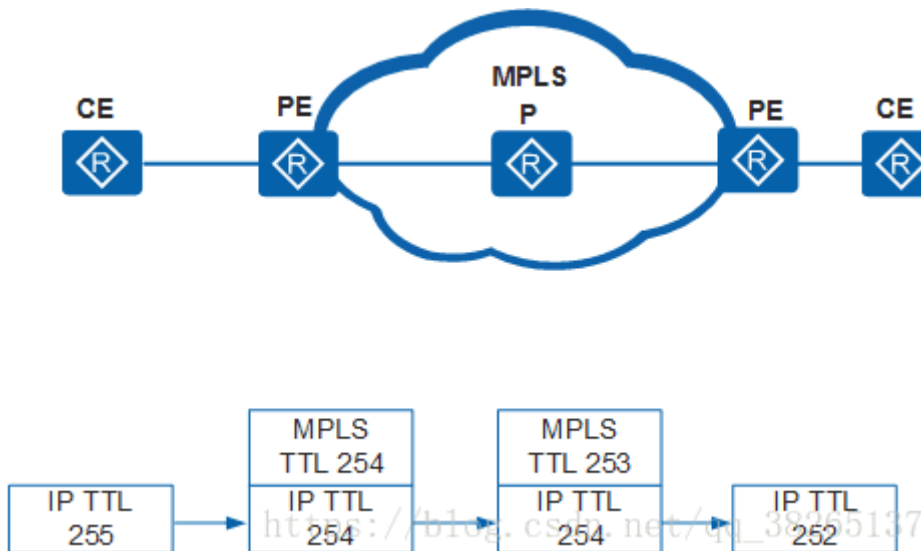 MPLS
CE PE P PE CE
R R R R R
MPLS MPLS
TTL 254 TTL 253
IP TTL IP TTL IP TTL IP TTL
255 254 254 252
https://blog.csdn.net/qq_38265137